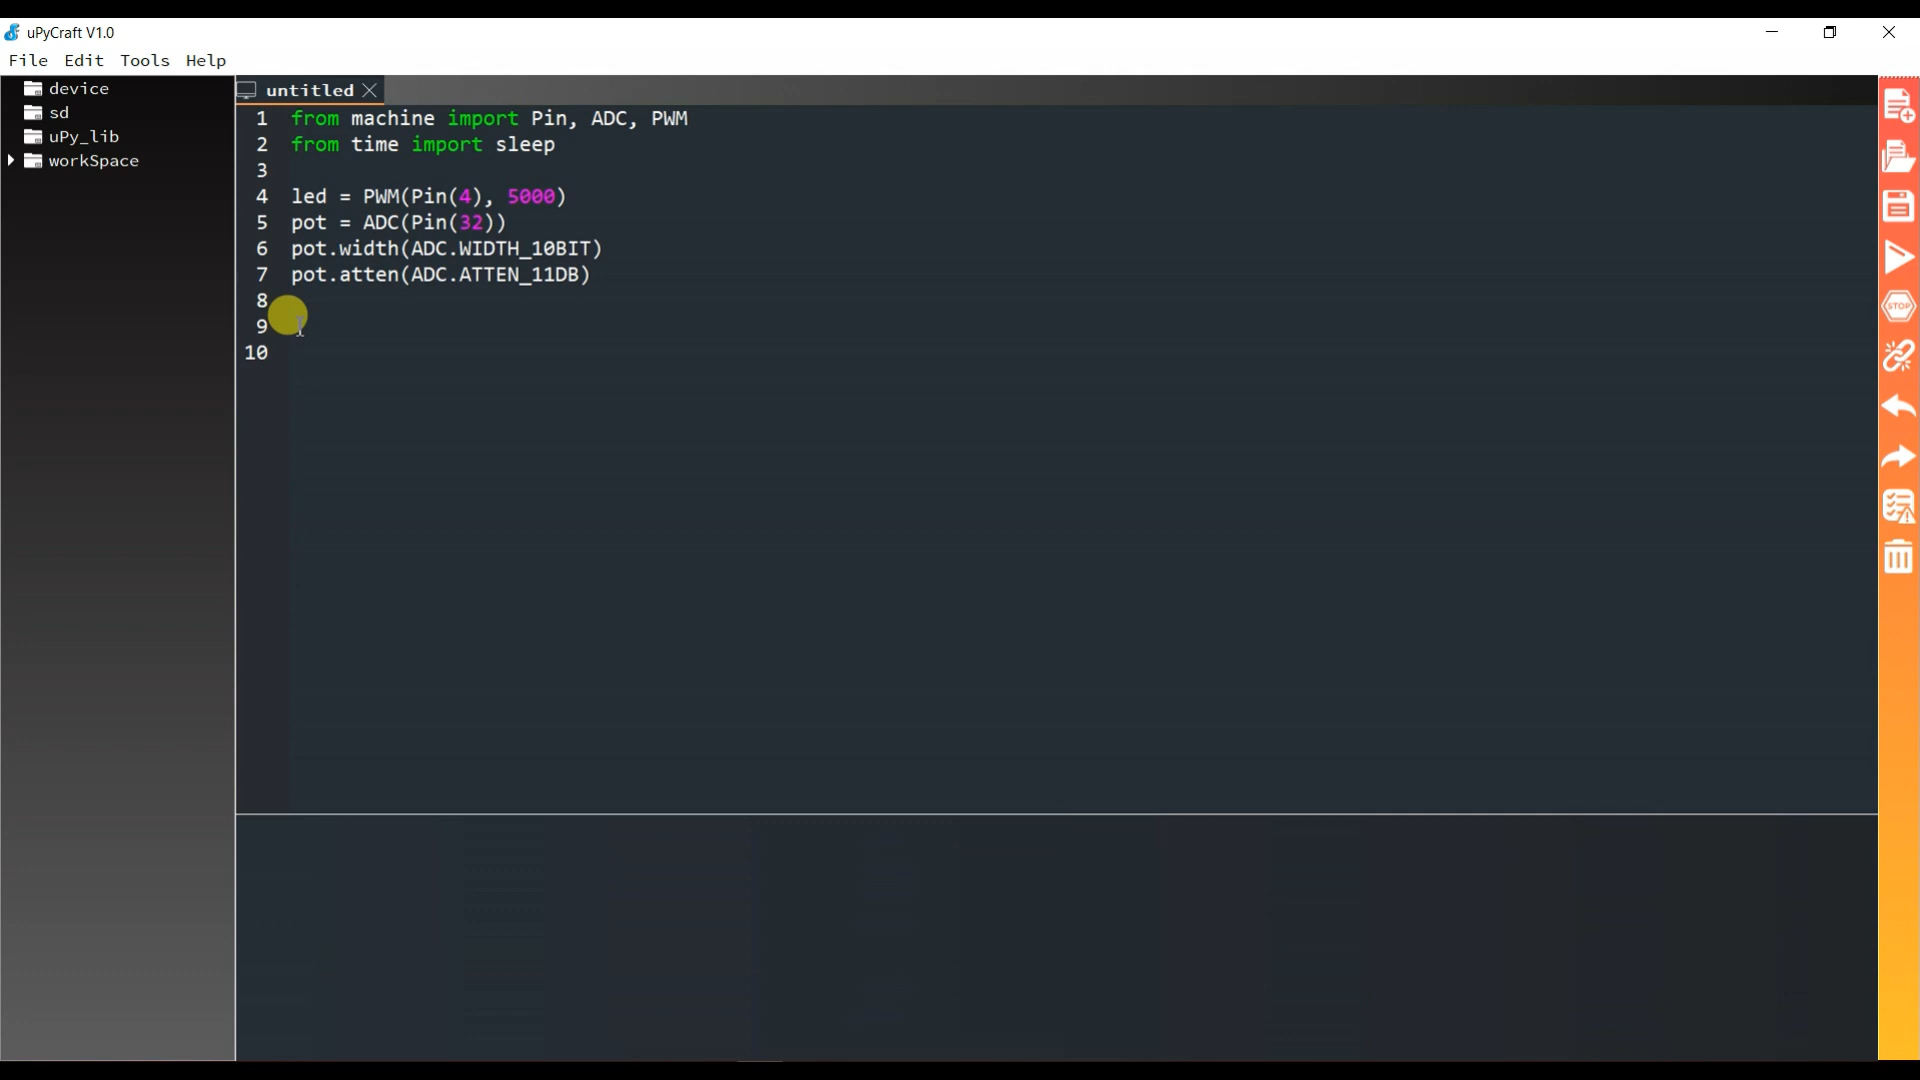 uPyCraft V1.0
File Edit Tools Help
device
sd
uPy_lib
workSpace
untitled
1 from machine import Pin, ADC, PWM
2 from time import sleep
3
4 led = PWM(Pin(4), 5000)
5 pot = ADC(Pin(32))
6 pot.width(ADC.WIDTH_10BIT)
7 pot.atten(ADC.ATTEN_11DB)
8
9
10
STOP